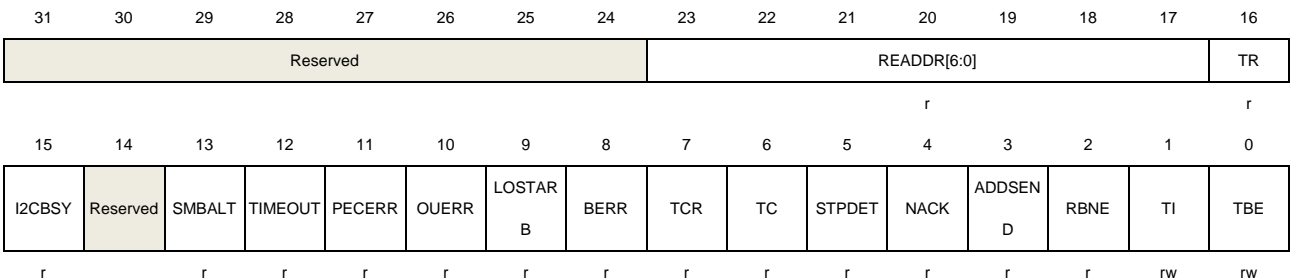 31 30 29 28 27 26 25 24 23 22 21 20 19 18 17 16
Reserved READDR[6:0] TR
r r
15 14 13 12 11 10 9 8 7 6 5 4 3 2 1 0
I2CBSY Reserved SMBALT TIMEOUT PECERR OUERR LOSTAR BERR TCR TC STPDET NACK ADDSEN RBNE TI TBE
B D
r r r r r r r r r r r r r rw rw